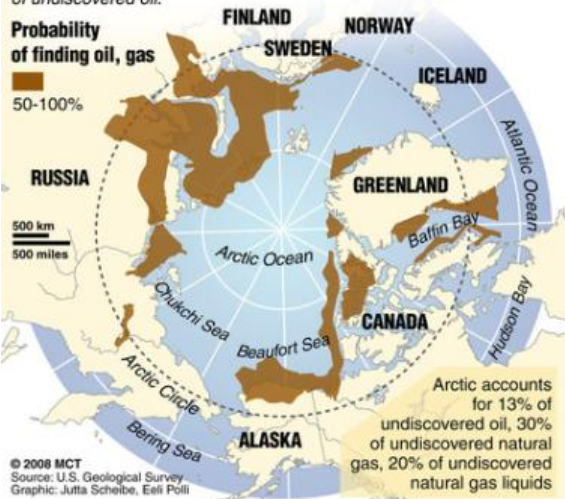 of undiscovered oil.
Probability
of finding oil, gas
50-100%
FINLAND
SWEDEN
NORWAY
ICELAND
Atlantic Ocean
RUSSIA
GREENLAND
Baffin Bay
500 km
500 miles
Arctic Ocean
Chukchi Sea
CANADA
Hudson Bay
Beaufort Sea
Arctic Circle
Bering Sea
ALASKA
Arctic accounts
for 13% of
undiscovered oil, 30%
of undiscovered natural
gas, 20% of undiscovered
natural gas liquids
© 2008 MCT
Source: U.S. Geological Survey
Graphic: Jutta Scheibe, Eeli Polli